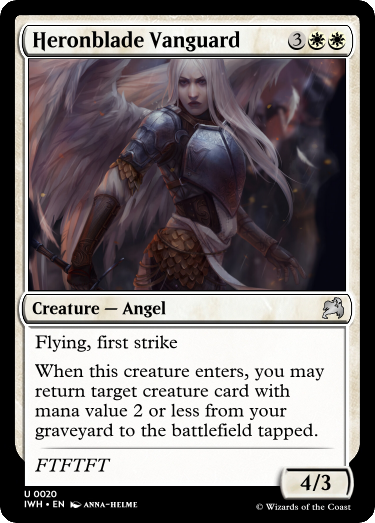 Heronblade Vanguard 3
Creature — Angel
Flying, first strike
When this creature enters, you may
return target creature card with
mana value 2 or less from your
graveyard to the battlefield tapped.
FTFTFT
4/3
U 0020
IWH • EN ANNA-HELME
© Wizards of the Coast